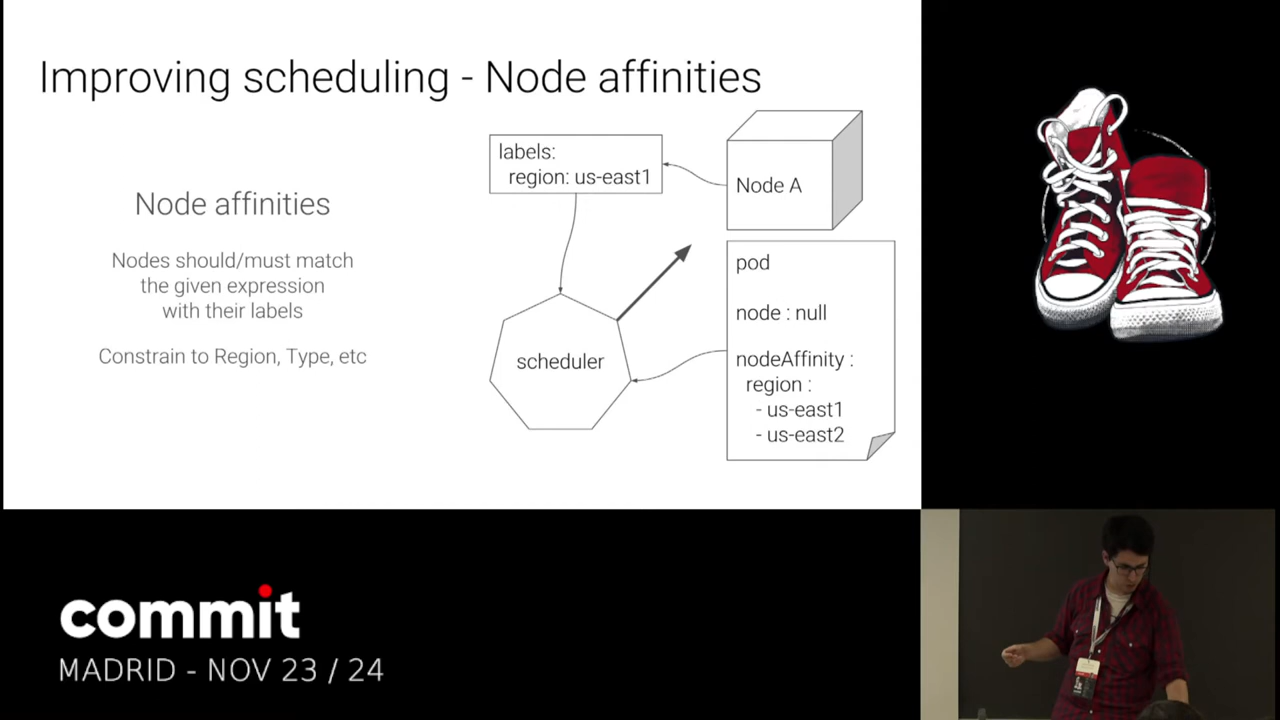 Improving scheduling - Node affinities
labels:
region: us-east1
Node A
Node affinities
Nodes should/must match
the given expression
with their labels
Constrain to Region, Type, etc
scheduler
pod
node : null
nodeAffinity :
region :
- us-east1
- us-east2
commit
MADRID - NOV 23 / 24